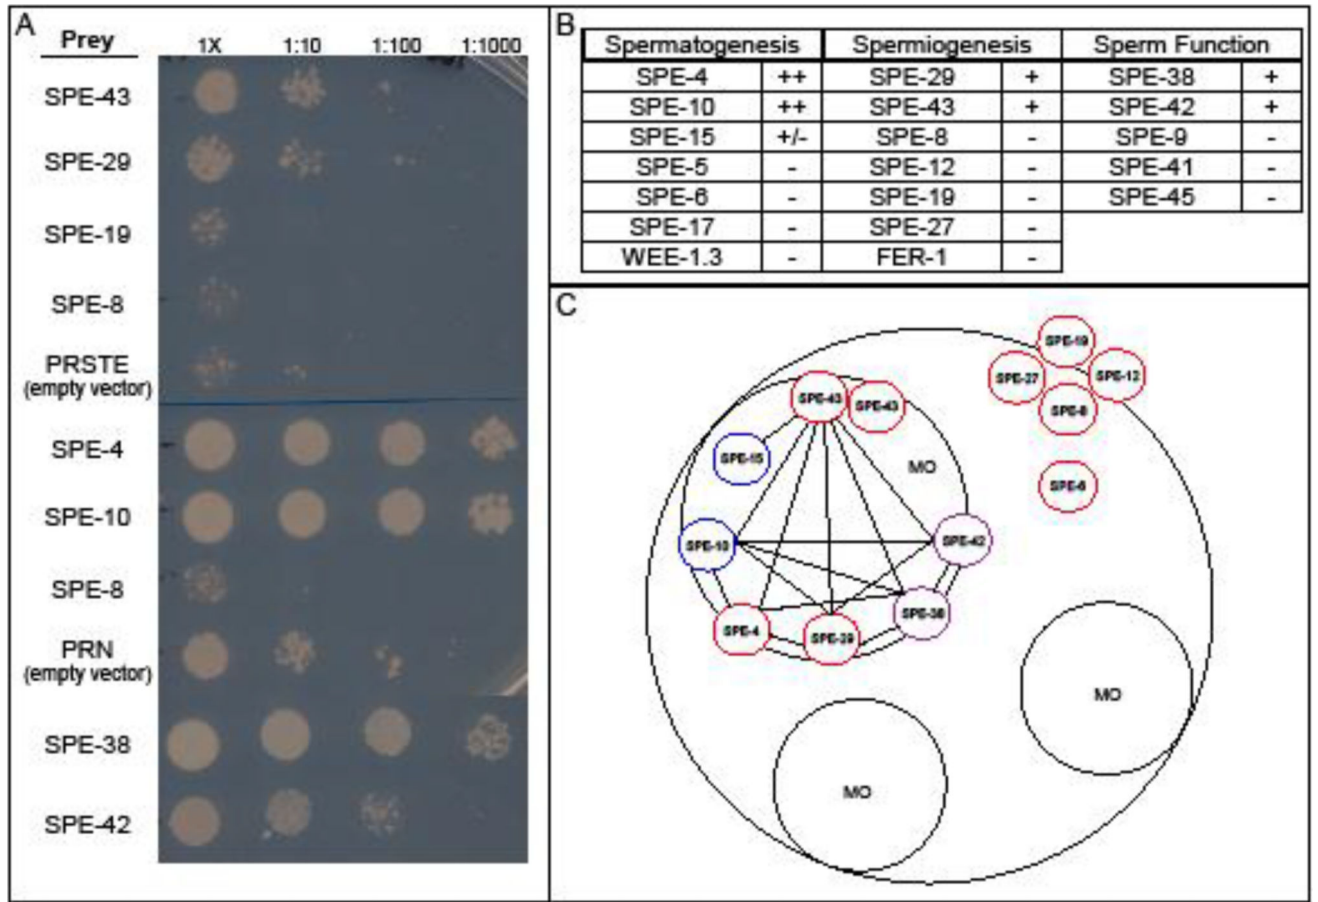 A
Prey 1X 1:10 1:100 1:1000
SPE-43
SPE-29
SPE-19
SPE-8
PRSTE
(empty vector)
SPE-4
SPE-10
SPE-8
PRN
(empty vector)
SPE-38
SPE-42
B
Spermatogenesis Spermiogenesis Sperm Function
SPE-4 ++ SPE-29 + SPE-38 +
SPE-10 ++ SPE-43 + SPE-42 +
SPE-15 +/- SPE-8 - SPE-9 -
SPE-5 - SPE-12 - SPE-41 -
SPE-6 - SPE-19 - SPE-45 -
SPE-17 - SPE-27 -
WEE-1.3 - FER-1 -
C
SPE-19
SPE-27 SPE-12
SPE-8
SPE-6
SPE-43 SPE-43
SPE-15
MO
SPE-10
SPE-42
SPE-38
SPE-4
SPE-39
MO
MO